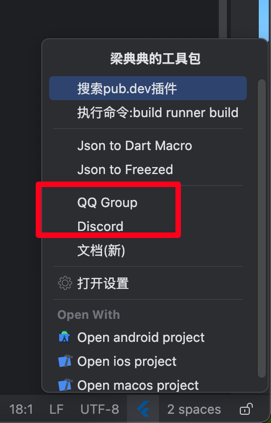 梁典典的工具包
搜索pub.dev插件
执行命令:build runner build
Json to Dart Macro
Json to Freezed
QQ Group
Discord
文档(新)
打开设置
Open With
Open android project
Open ios project
Open macos project
18:1 LF UTF-8 2 spaces